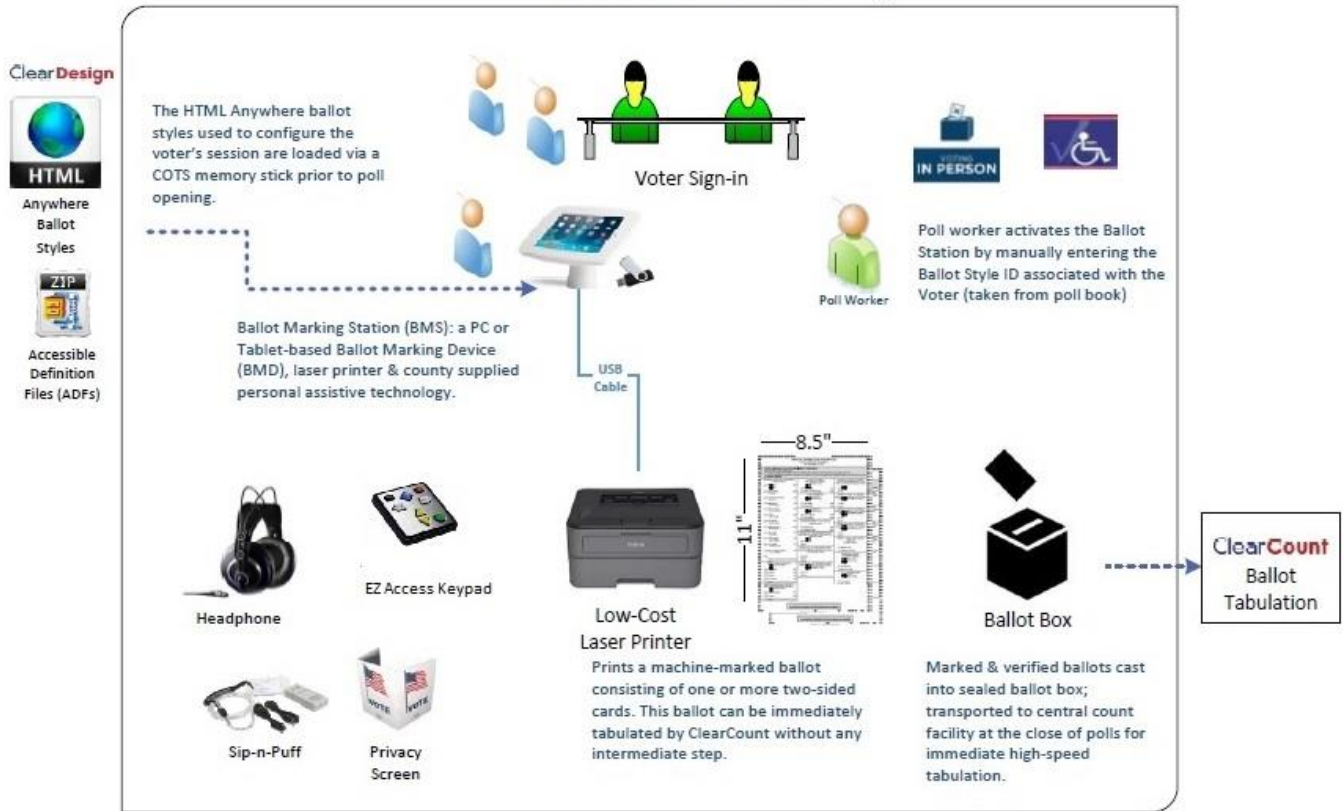 ClearDesign
HTML
Anywhere
Ballot
Styles
ZIP
Accessible
Definition
Files (ADFs)
The HTML Anywhere ballot
styles used to configure the
voter's session are loaded via a
COTS memory stick prior to poll
opening.
Voter Sign-in
VOTING
IN PERSON
Poll Worker
Poll worker activates the Ballot
Station by manually entering the
Ballot Style ID associated with the
Voter (taken from poll book)
Ballot Marking Station (BMS): a PC or
Tablet-based Ballot Marking Device
(BMD), laser printer & county supplied
personal assistive technology.
USB
Cable
Headphone
EZ Access Keypad
Sip-n-Puff
VOTE
VOTE
Privacy
Screen
Low-Cost
Laser Printer
Prints a machine-marked ballot
consisting of one or more two-sided
cards. This ballot can be immediately
tabulated by ClearCount without any
intermediate step.
8.5"
11"
Ballot Box
Marked & verified ballots cast
into sealed ballot box;
transported to central count
facility at the close of polls for
immediate high-speed
tabulation.
ClearCount
Ballot
Tabulation